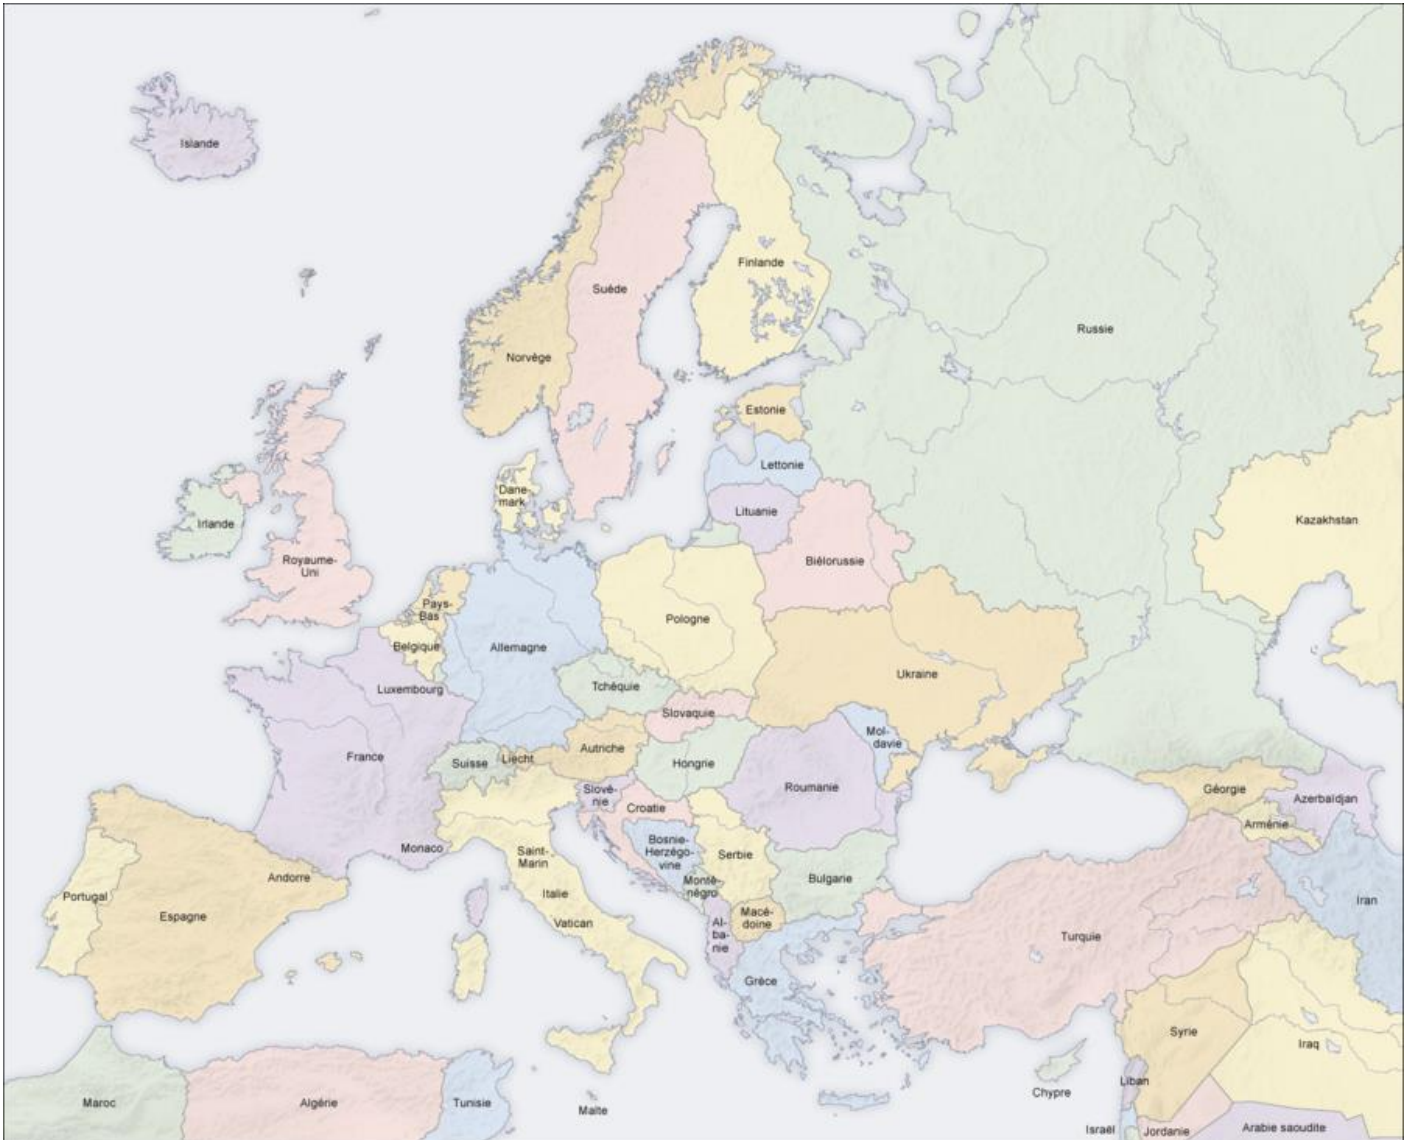 Islande
Finlande
Suède
Russie
Norvège
Estonie
Lettonie
Dane-
mark
Lituanie
Irlande
Kazakhstan
Royaume-
Uni
Biélorussie
Pays-
Bas
Pologne
Belgique
Allemagne
Ukraine
Luxembourg
Tchéquie
Slovaquie
Mol-
davie
Autriche
France
Suisse
Liecht
Hongrie
Roumanie
Géorgie
Slové-
nie
Azerbaïdjan
Croatie
Arménie
Bosnie-
Herzégo-
vine
Monaco
Saint-
Marin
Serbie
Andorre
Monté-
négro
Bulgarie
Portugal
Italie
Iran
Espagne
Vatican
Macé-
doine
Al-
ba-
nie
Turquie
Grèce
Syrie
Iraq
Liban
Chypre
Maroc
Algérie
Tunisie
Malte
Israël
Jordanie
Arabie saoudite